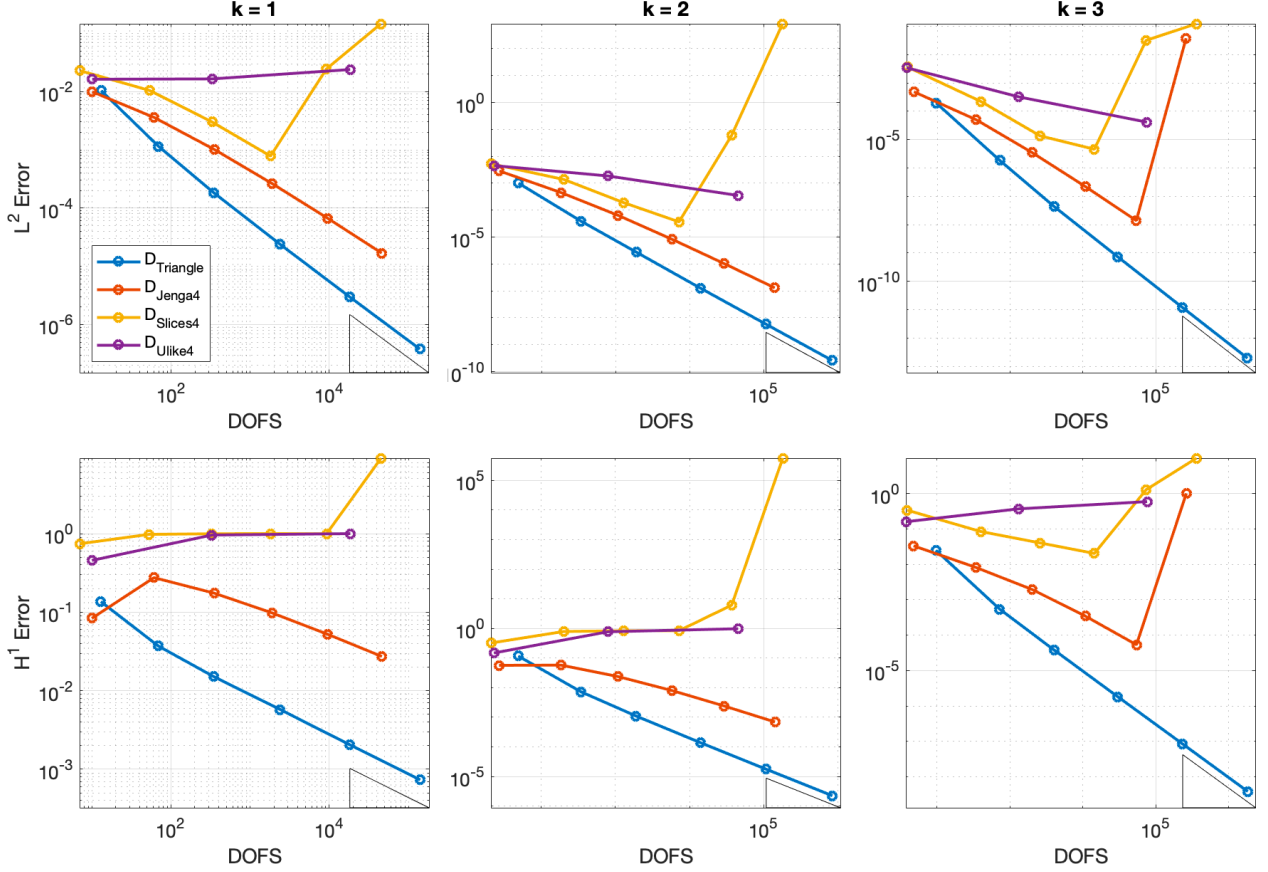 k = 1
k = 2
k = 3
L² Error
10⁻²
10⁻⁴
10⁻⁶
D_Triangle
D_Jenga4
D_Slices4
D_Ulike4
10²
10⁴
DOFS
10⁰
10⁻⁵
0⁻¹⁰
10⁵
DOFS
10⁻⁵
10⁻¹⁰
10⁵
DOFS
H¹ Error
10⁰
10⁻¹
10⁻²
10⁻³
10²
10⁴
DOFS
10⁵
10⁰
10⁻⁵
10⁵
DOFS
10⁰
10⁻⁵
10⁵
DOFS